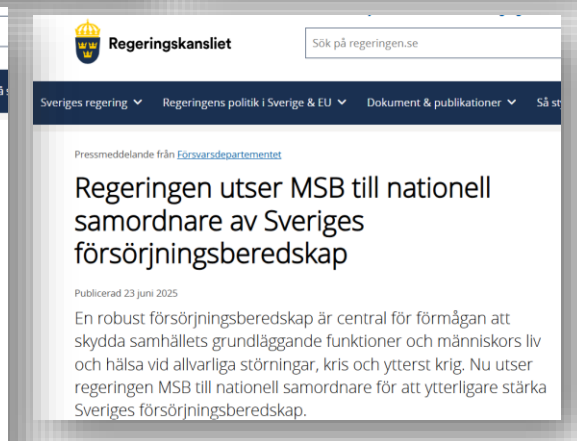 Regeringskansliet
Sök på regeringen.se
Sveriges regering
Regeringens politik i Sverige & EU
Dokument & publikationer
Pressmeddelande från Försvarsdepartementet
Regeringen utser MSB till nationell
samordnare av Sveriges
försörjningsberedskap
Publicerad 23 juni 2025
En robust försörjningsberedskap är central för förmågan att
skydda samhällets grundläggande funktioner och människors liv
och hälsa vid allvarliga störningar, kris och ytterst krig. Nu utser
regeringen MSB till nationell samordnare för att ytterligare stärka
Sveriges försörjningsberedskap.